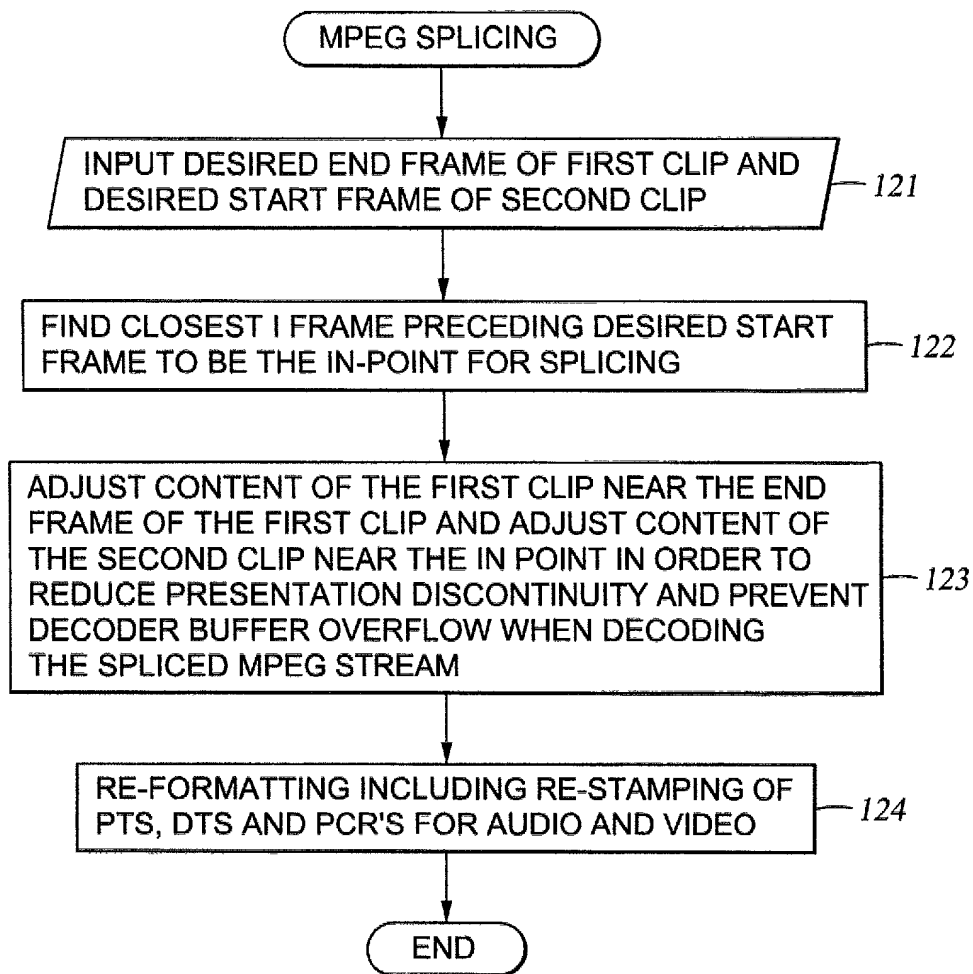 MPEG SPLICING
INPUT DESIRED END FRAME OF FIRST CLIP AND
DESIRED START FRAME OF SECOND CLIP
121
FIND CLOSEST I FRAME PRECEDING DESIRED START
FRAME TO BE THE IN-POINT FOR SPLICING
122
ADJUST CONTENT OF THE FIRST CLIP NEAR THE END
FRAME OF THE FIRST CLIP AND ADJUST CONTENT OF
THE SECOND CLIP NEAR THE IN POINT IN ORDER TO
REDUCE PRESENTATION DISCONTINUITY AND PREVENT
DECODER BUFFER OVERFLOW WHEN DECODING
THE SPLICED MPEG STREAM
123
RE-FORMATTING INCLUDING RE-STAMPING OF
PTS, DTS AND PCR'S FOR AUDIO AND VIDEO
124
END